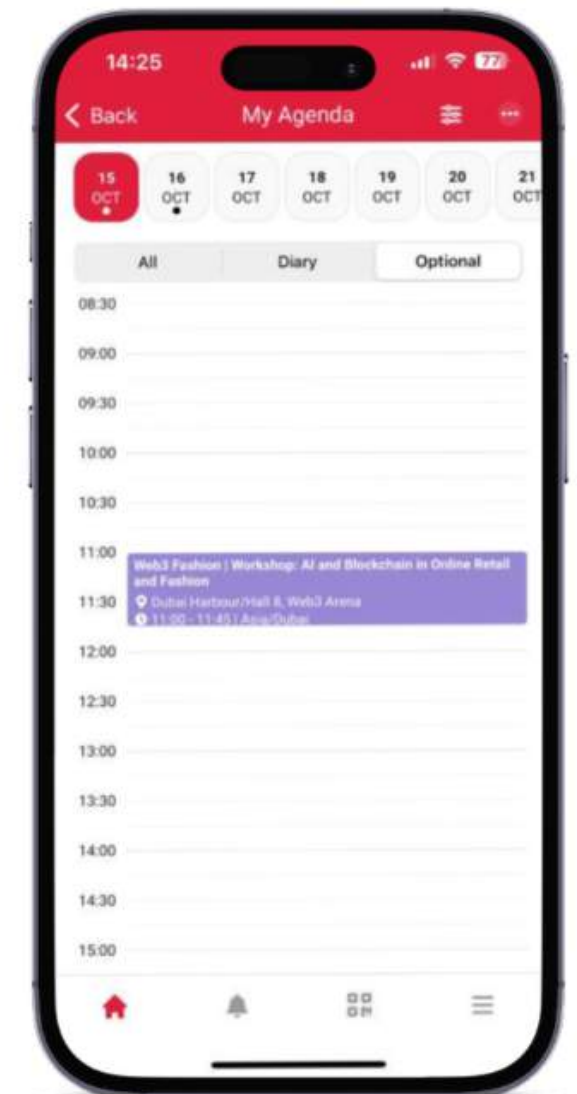 14:25
77
Back
My Agenda
15 OCT
16 OCT
17 OCT
18 OCT
19 OCT
20 OCT
21 OCT
All
Diary
Optional
08:30
09:00
09:30
10:00
10:30
11:00
Web3 Fashion | Workshop: AI and Blockchain in Online Retail
and Fashion
11:30
Dubai Harbour/Hall 8, Web3 Arena
11:00 - 11:45 | Asia/Dubai
12:00
12:30
13:00
13:30
14:00
14:30
15:00